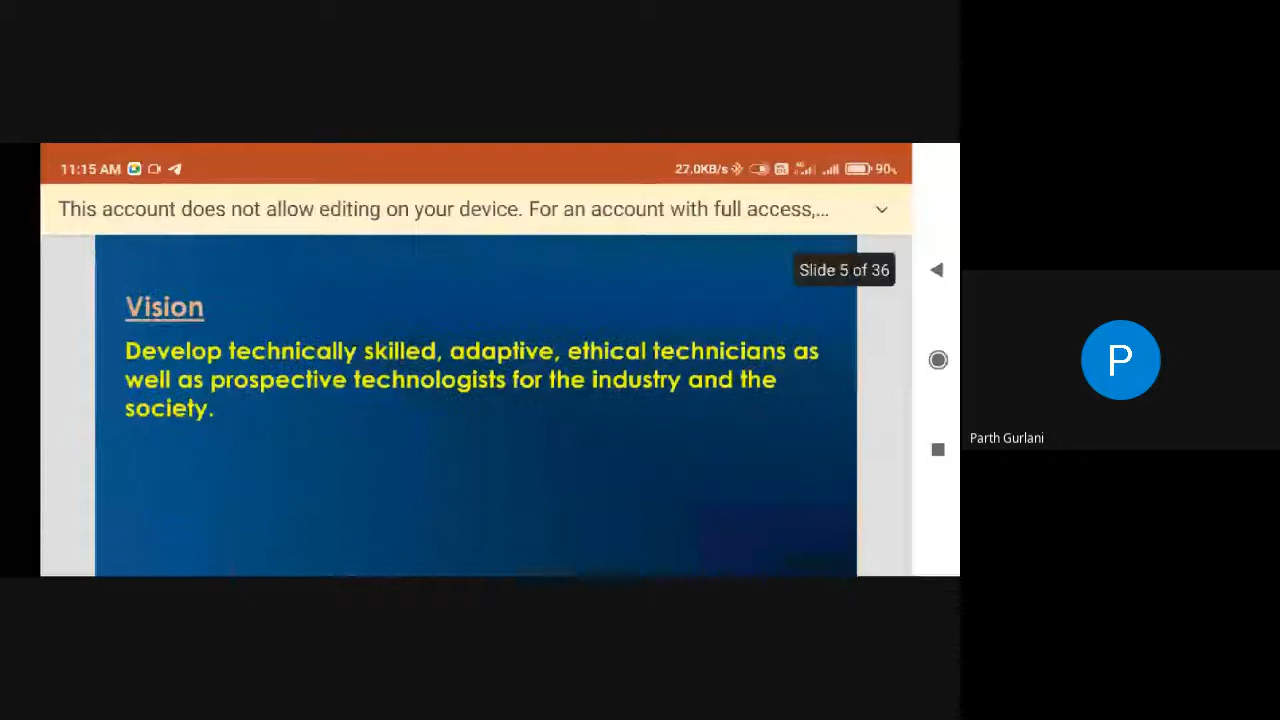 11:15 AM 27.0KB/s 90%
This account does not allow editing on your device. For an account with full access,...
Slide 5 of 36
Vision
Develop technically skilled, adaptive, ethical technicians as
well as prospective technologists for the industry and the
society.
P
Parth Gurlani